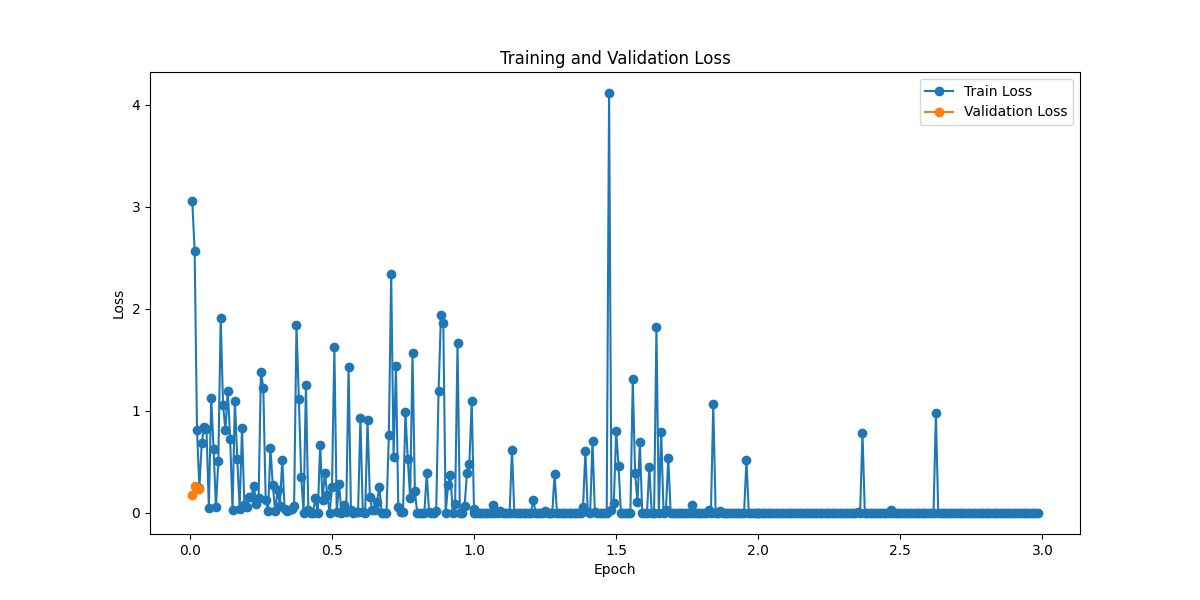 Training and Validation Loss
Train Loss
Validation Loss
4
3
2
1
0
Loss
0.0 0.5 1.0 1.5 2.0 2.5 3.0
Epoch